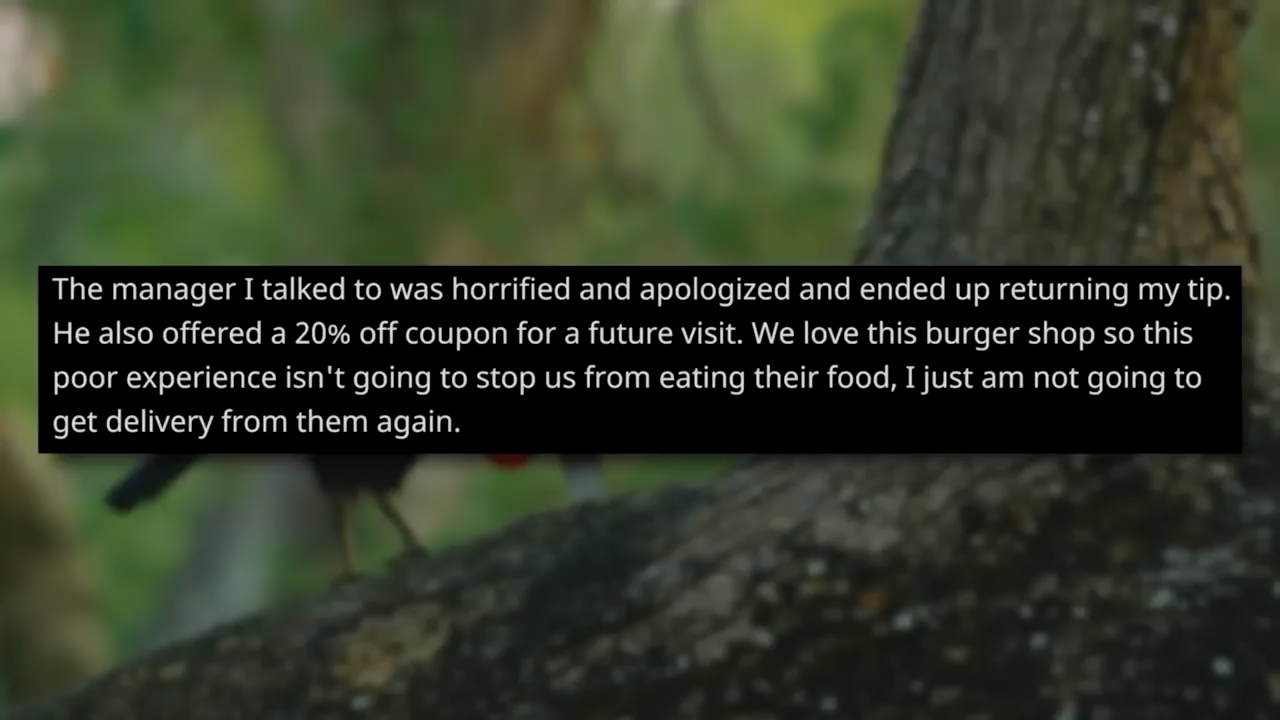 The manager I talked to was horrified and apologized and ended up returning my tip.
He also offered a 20% off coupon for a future visit. We love this burger shop so this
poor experience isn't going to stop us from eating their food, I just am not going to
get delivery from them again.